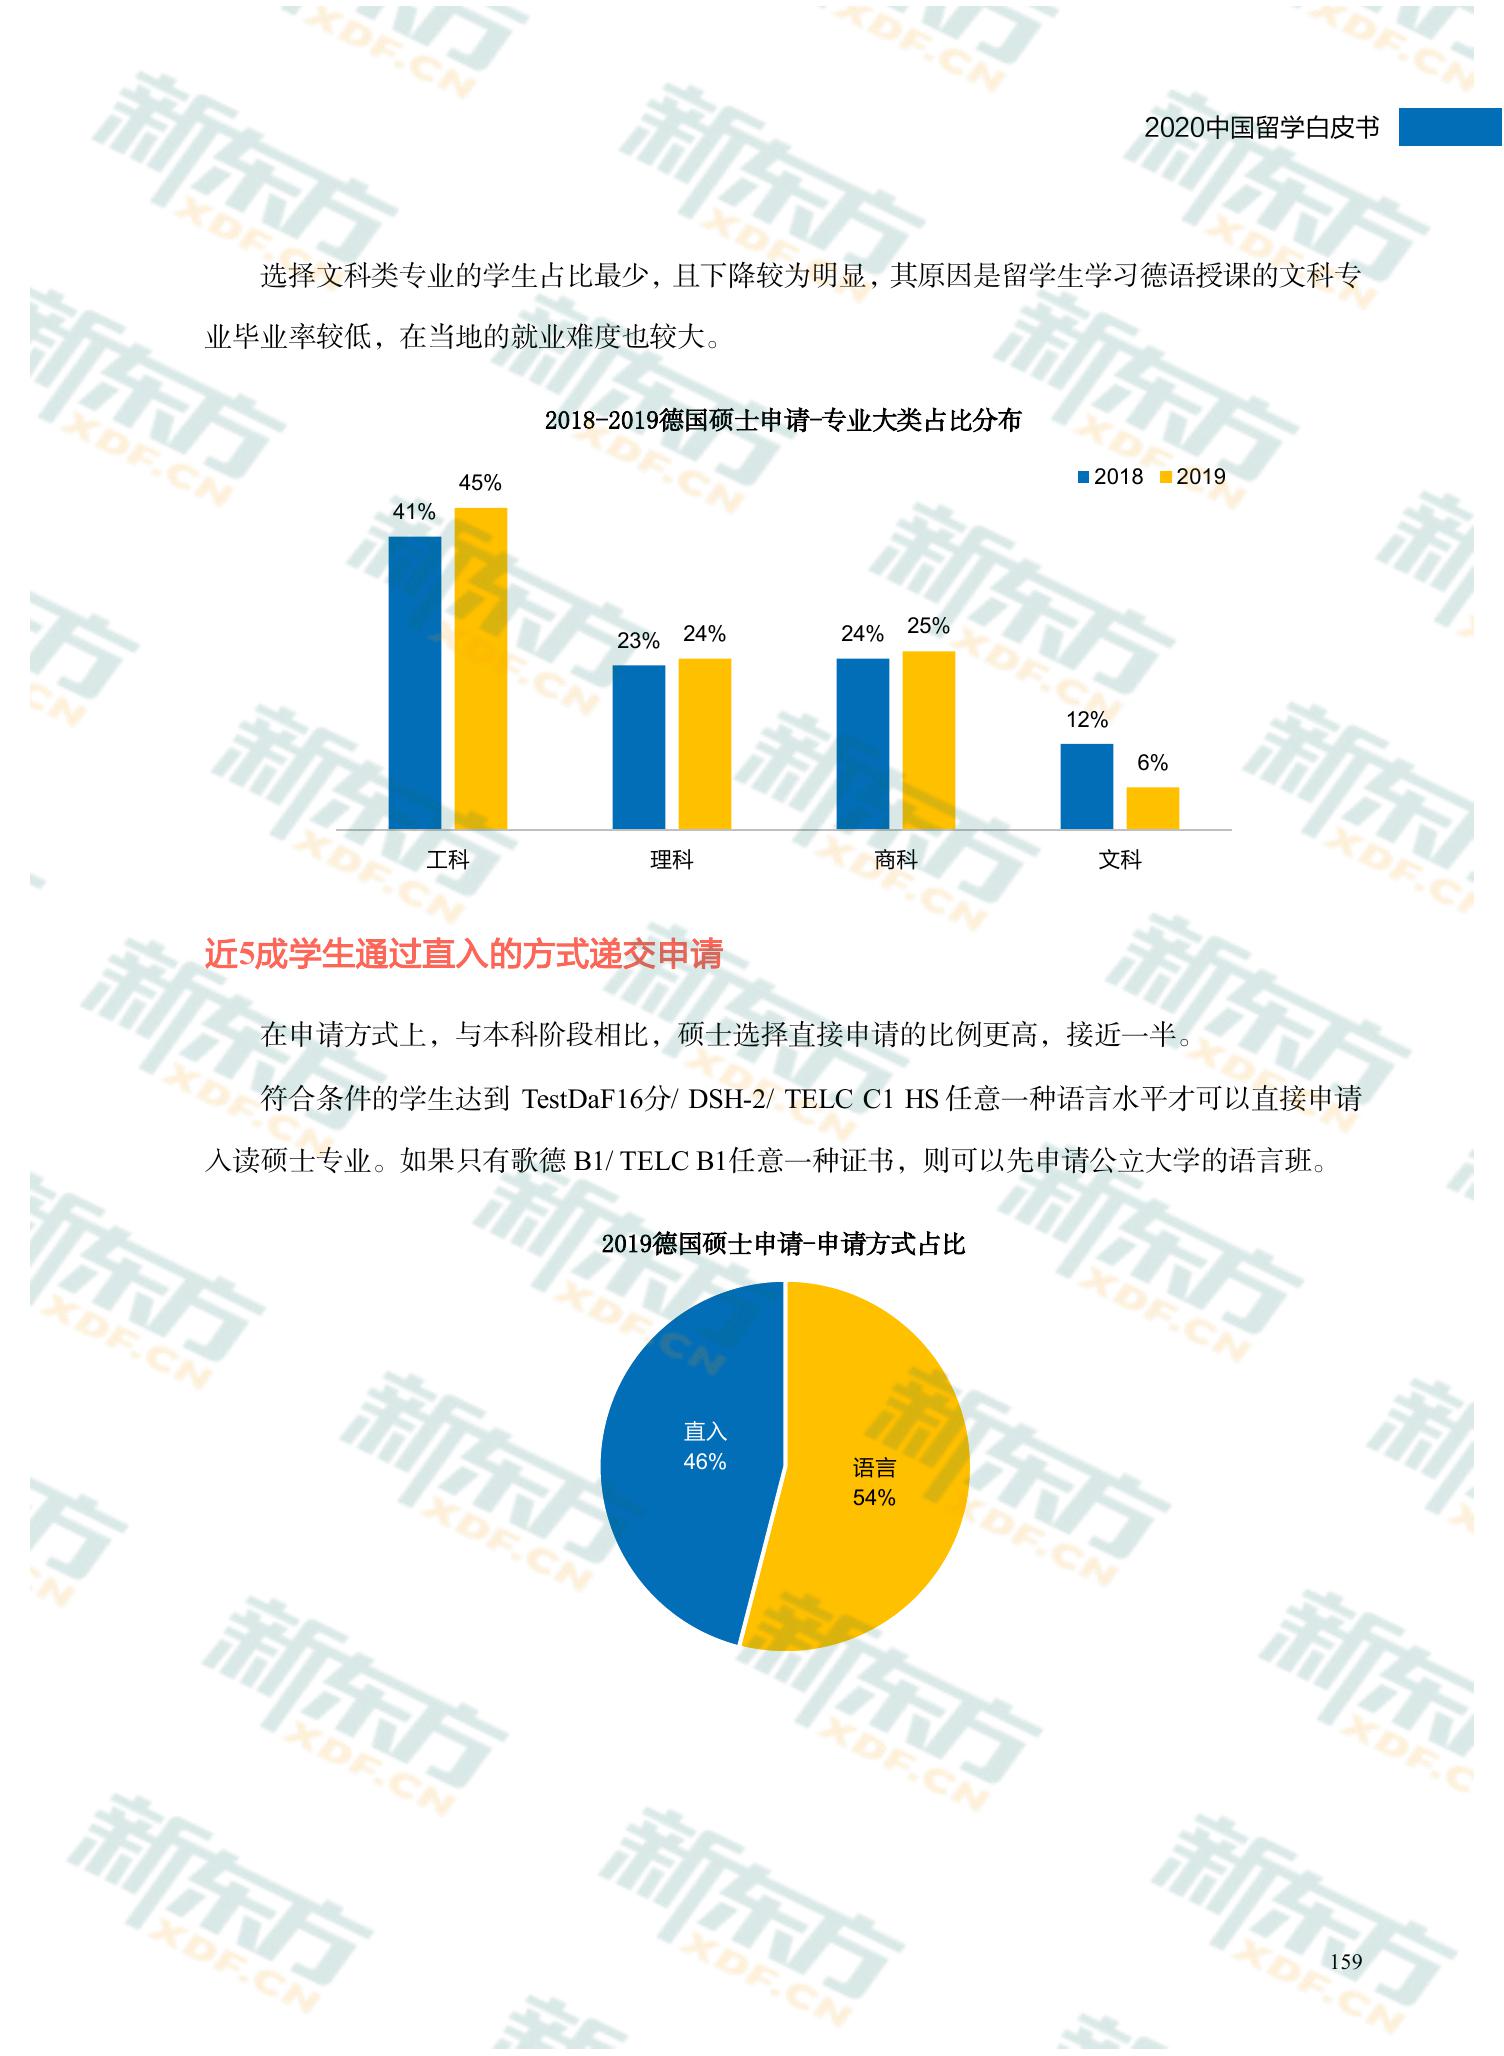 2020中国留学白皮书
选择文科类专业的学生占比最少，且下降较为明显，其原因是留学生学习德语授课的文科专
业毕业率较低，在当地的就业难度也较大。
2018-2019德国硕士申请-专业大类占比分布
2018 2019
41% 45% 23% 24% 24% 25% 12% 6%
工科 理科 商科 文科
近5成学生通过直入的方式递交申请
在申请方式上，与本科阶段相比，硕士选择直接申请的比例更高，接近一半。
符合条件的学生达到 TestDaF16分/ DSH-2/ TELC C1 HS 任意一种语言水平才可以直接申请
入读硕士专业。如果只有歌德 B1/ TELC B1任意一种证书，则可以先申请公立大学的语言班。
2019德国硕士申请-申请方式占比
直入
46%
语言
54%
159
新东方
XDF.CN